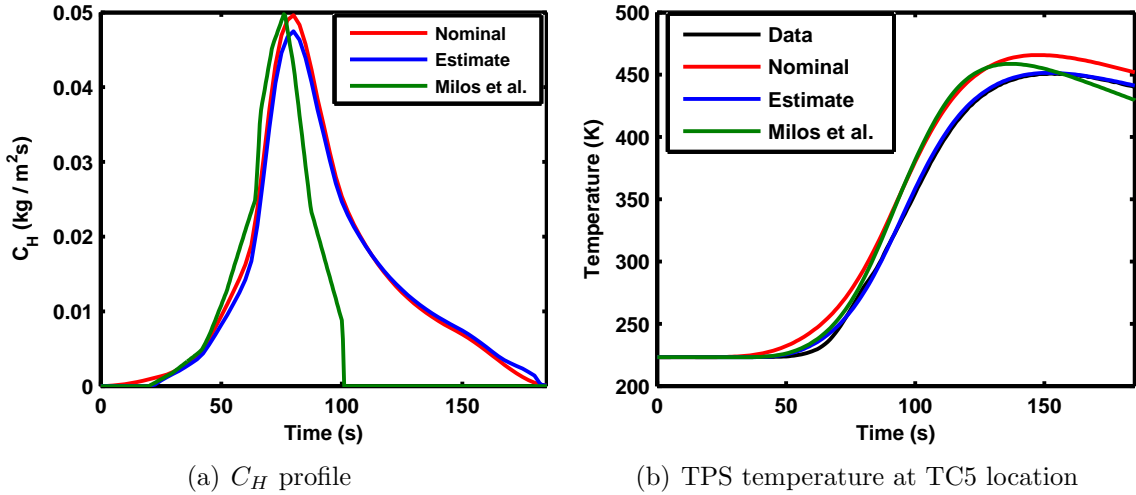 0.05
0.04
0.03
0.02
0.01
0
C_H (kg / m²s)
Nominal
Estimate
Milos et al.
0 50 100 150
Time (s)
(a) C_H profile
500
450
400
350
300
250
200
Temperature (K)
Data
Nominal
Estimate
Milos et al.
0 50 100 150
Time (s)
(b) TPS temperature at TC5 location